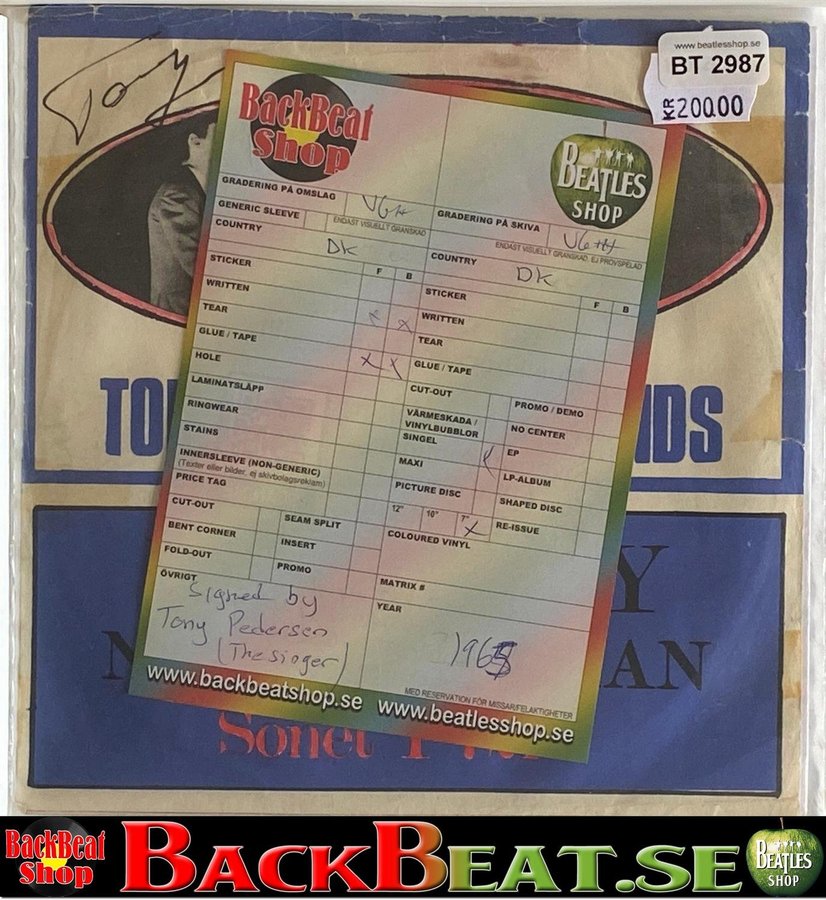 Tony
www.beatlesshop.se
BT 2987
KR 200.00
BackBeat
Shop
BEATLES
SHOP
GRADERING PÅ OMSLAG
VG+
GENERIC SLEEVE
ENDAST VISUELLT GRANSKAD
COUNTRY
DK
F B
STICKER
WRITTEN
TEAR
GLUE / TAPE
HOLE
LAMINATSLÄPP
RINGWEAR
STAINS
INNERSLEEVE (NON-GENERIC)
(Texter eller bilder, ej skivbolagsreklam)
PRICE TAG
CUT-OUT
SEAM SPLIT
BENT CORNER
INSERT
FOLD-OUT
PROMO
ÖVRIGT
Signed by
Tony Pedersen
(The singer)
GRADERING PÅ SKIVA
VG++
ENDAST VISUELLT GRANSKAD, EJ PROVSPELAD
COUNTRY
DK
F B
STICKER
WRITTEN
TEAR
GLUE / TAPE
CUT-OUT
PROMO / DEMO
VÄRMESKADA /
VINYLBUBBLOR
NO CENTER
SINGEL
EP
MAXI
LP-ALBUM
PICTURE DISC
SHAPED DISC
12" 10" 7"
RE-ISSUE
COLOURED VINYL
MATRIX #
YEAR
1965
MED RESERVATION FÖR MISSAR/FELAKTIGHETER
www.backbeatshop.se www.beatlesshop.se
TO
NDS
Y
N
AN
Sonet
BackBeat
Shop
BACKBEAT.SE
BEATLES
SHOP